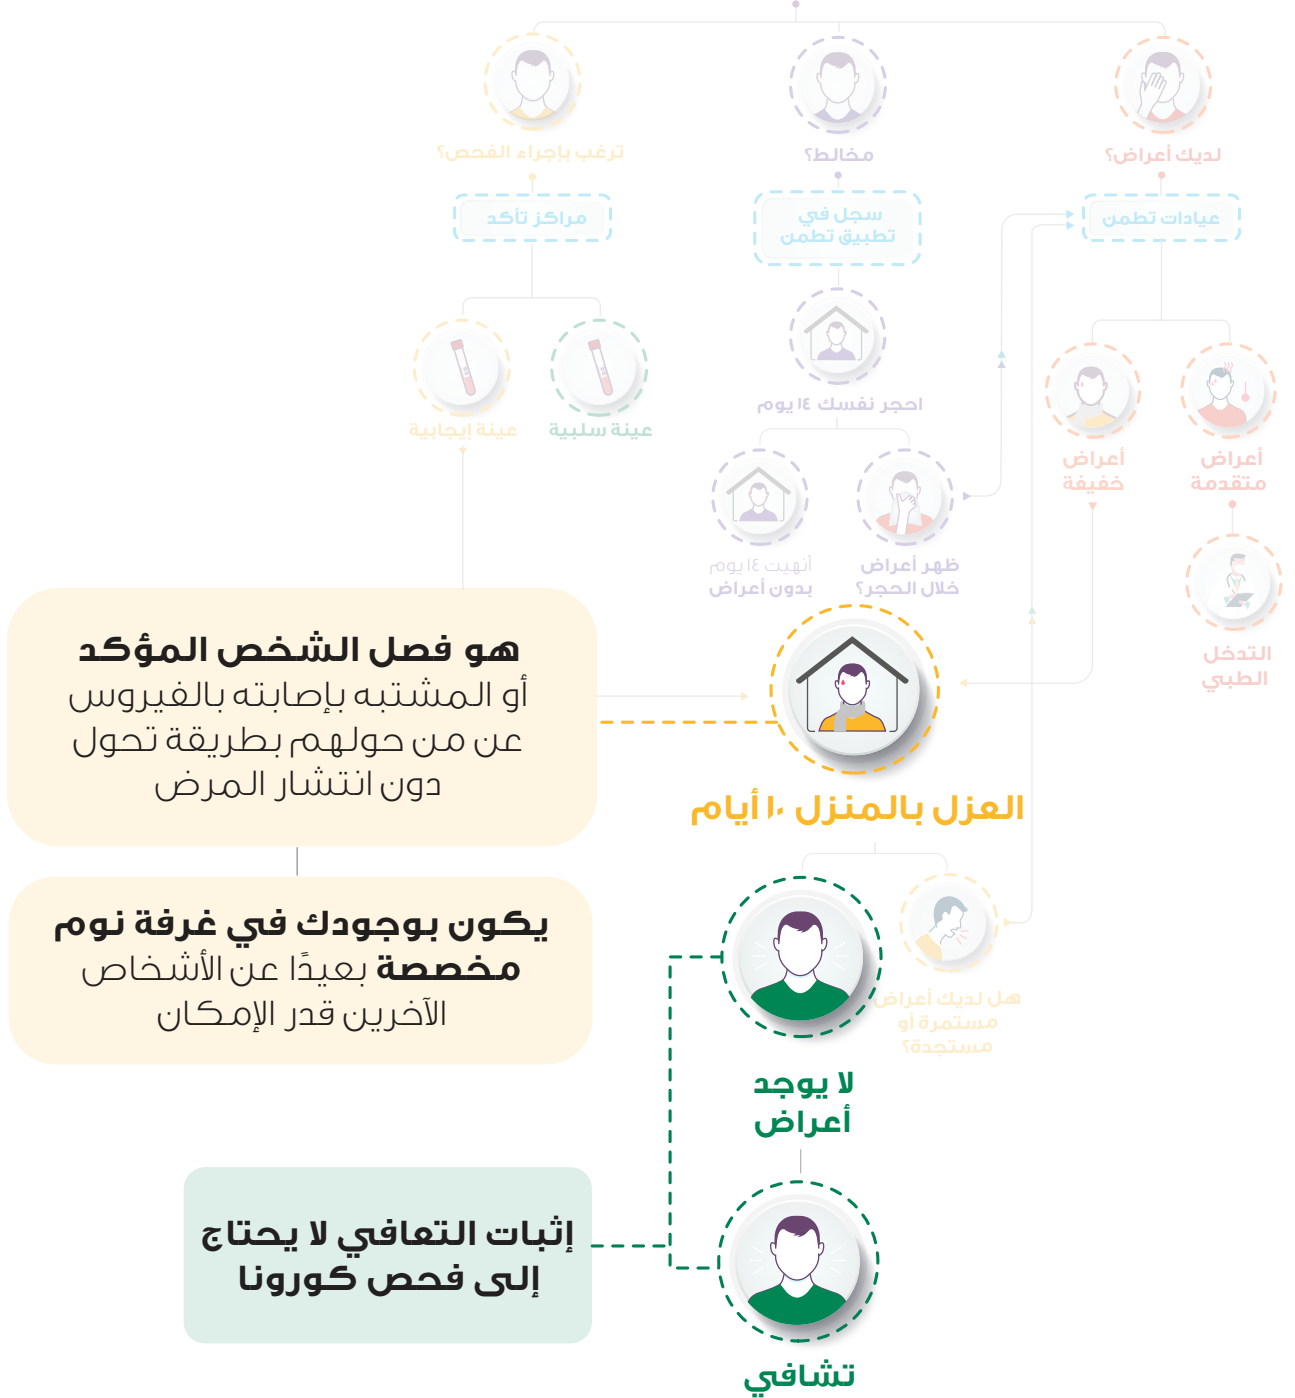 لديك أعراض؟
مخالط؟
ترغب بإجراء الفحص؟
عيادات تطمن
سجل في
تطبيق تطمن
مراكز تأكد
احجر نفسك ١٤ يوم
عينة سلبية
عينة إيجابية
أعراض
متقدمة
أعراض
خفيفة
ظهر أعراض
خلال الحجر؟
أنهيت ١٤ يوم
بدون أعراض
التدخل
الطبي
هو فصل الشخص المؤكد
أو المشتبه بإصابته بالفيروس
عن من حولهم بطريقة تحول
دون انتشار المرض
العزل بالمنزل ١٠ أيام
يكون بوجودك في غرفة نوم
مخصصة بعيدًا عن الأشخاص
الآخرين قدر الإمكان
هل لديك أعراض
مستمرة أو
مستجدة؟
لا يوجد
أعراض
إثبات التعافي لا يحتاج
إلى فحص كورونا
تشافي